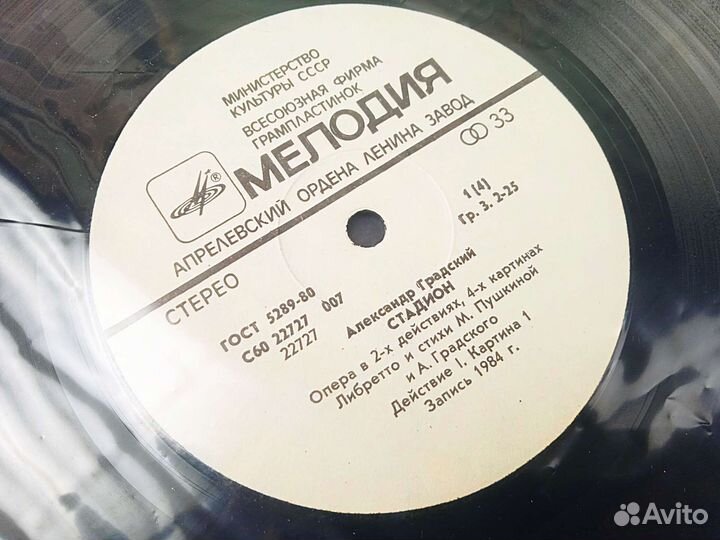 МИНИСТЕРСТВО
КУЛЬТУРЫ СССР
ВСЕСОЮЗНАЯ ФИРМА
ГРАМПЛАСТИНОК
МЕЛОДИЯ
®
АПРЕЛЕВСКИЙ ОРДЕНА ЛЕНИНА ЗАВОД
33
СТЕРЕО
1 (4)
Гр. 3. 2-25
ГОСТ 5289-80
С60 22727 007
22727
Александр Градский
СТАДИОН
Опера в 2-х действиях, 4-х картинах
Либретто и стихи М. Пушкиной
и А. Градского
Действие I. Картина 1
Запись 1984 г.
Avito